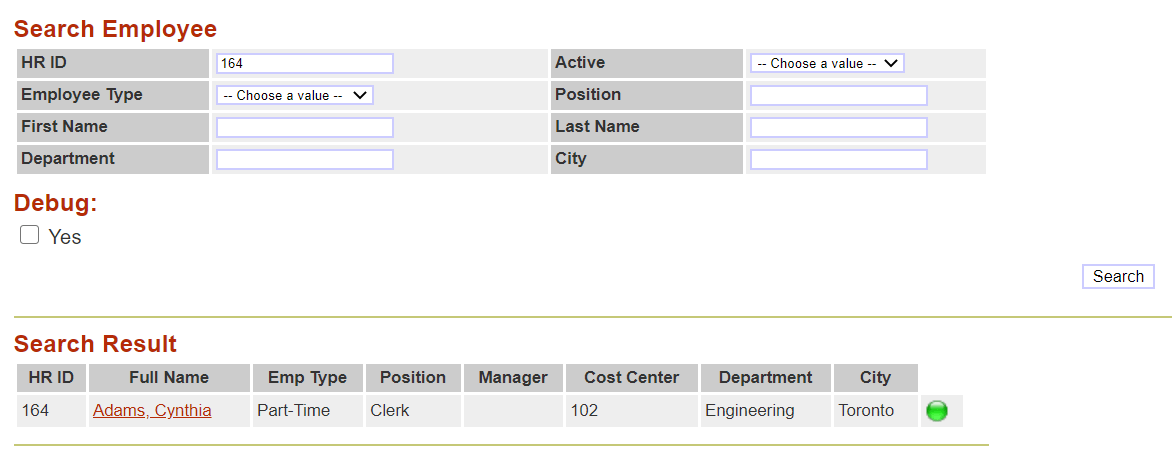 Search Employee
HR ID 164 Active -- Choose a value --
Employee Type -- Choose a value -- Position
First Name Last Name
Department City
Debug:
Yes
Search
Search Result
HR ID Full Name Emp Type Position Manager Cost Center Department City
164 Adams, Cynthia Part-Time Clerk 102 Engineering Toronto